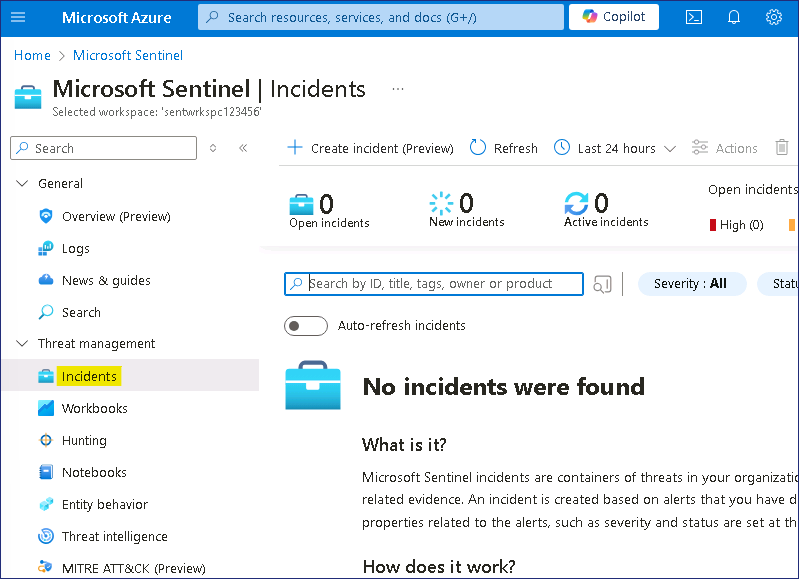 Microsoft Azure
Search resources, services, and docs (G+/)
Copilot
Home > Microsoft Sentinel
Microsoft Sentinel | Incidents ...
Selected workspace: 'sentwrkspc123456'
Search
General
Overview (Preview)
Logs
News & guides
Search
Threat management
Incidents
Workbooks
Hunting
Notebooks
Entity behavior
Threat intelligence
MITRE ATT&CK (Preview)
Create incident (Preview) Refresh Last 24 hours Actions
0 Open incidents
0 New incidents
0 Active incidents
Open incidents
High (0)
Search by ID, title, tags, owner or product
Severity : All
Statu
Auto-refresh incidents
No incidents were found
What is it?
Microsoft Sentinel incidents are containers of threats in your organizatio
related evidence. An incident is created based on alerts that you have d
properties related to the alerts, such as severity and status are set at th
How does it work?